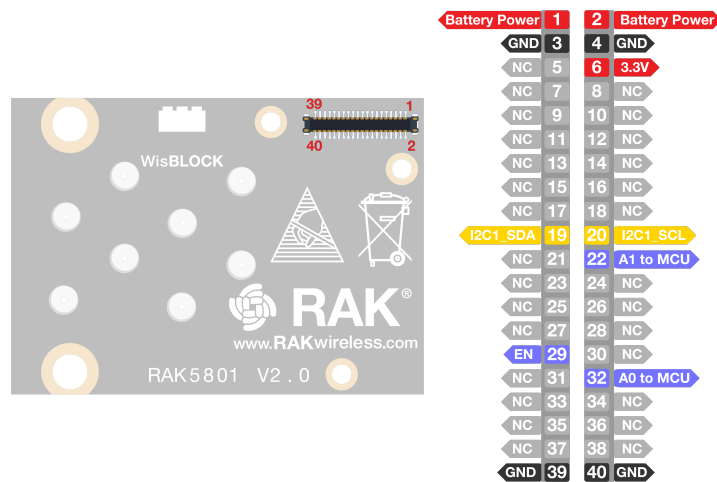 Battery Power 1 2 Battery Power
GND 3 4 GND
NC 5 6 3.3V
NC 7 8 NC
NC 9 10 NC
NC 11 12 NC
NC 13 14 NC
NC 15 16 NC
NC 17 18 NC
I2C1_SDA 19 20 I2C1_SCL
NC 21 22 A1 to MCU
NC 23 24 NC
NC 25 26 NC
NC 27 28 NC
EN 29 30 NC
NC 31 32 A0 to MCU
NC 33 34 NC
NC 35 36 NC
NC 37 38 NC
GND 39 40 GND
39 1
40 2
WisBLOCK
RAK®
www.RAKwireless.com
RAK5801 V2.0